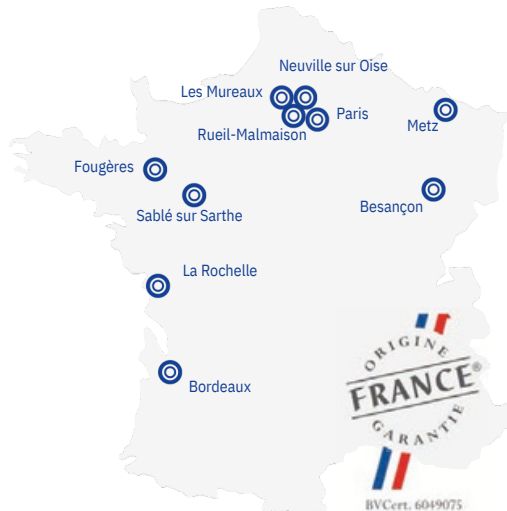 Neuville sur Oise
Les Mureaux
Paris
Rueil-Malmaison
Metz
Fougères
Besançon
Sablé sur Sarthe
La Rochelle
Bordeaux
ORIGINE
FRANCE®
GARANTIE
BVCert. 6049075